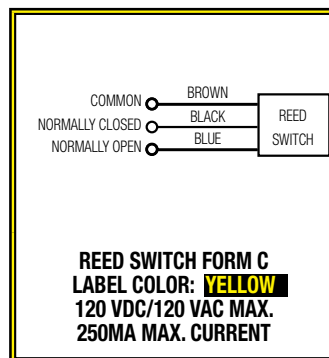 COMMON BROWN
NORMALLY CLOSED BLACK REED
NORMALLY OPEN BLUE SWITCH
REED SWITCH FORM C
LABEL COLOR: YELLOW
120 VDC/120 VAC MAX.
250MA MAX. CURRENT